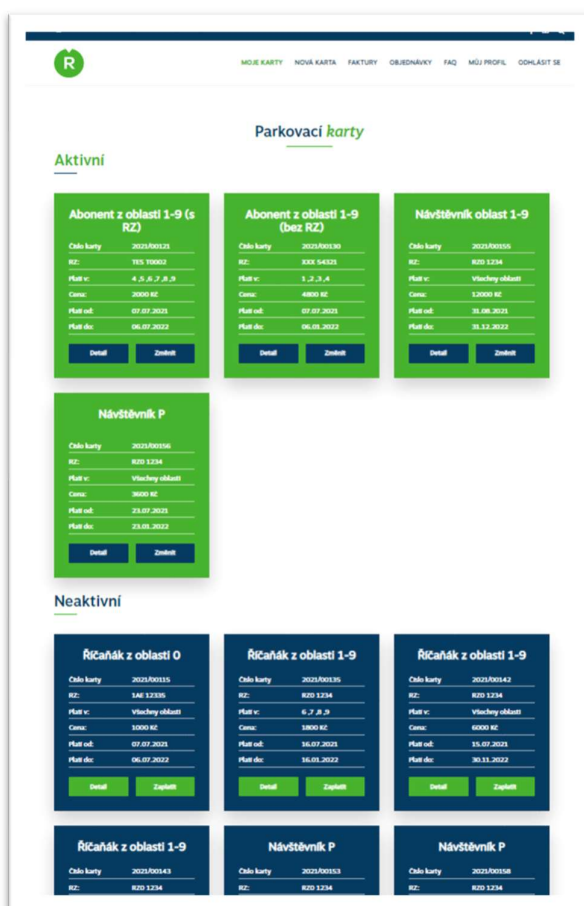 Ř
MOJE KARTY NOVÁ KARTA FAKTURY OBJEDNÁVKY FAQ MŮJ PROFIL ODHLÁSIT SE
Parkovací karty
Aktivní
Abonent z oblasti 1-9 (s RZ)
Číslo karty 2021/00121
RZ: TES T0002
Platí v: 4 ,5 ,6 ,7 ,8 ,9
Cena: 2000 Kč
Platí od: 07.07.2021
Platí do: 06.07.2022
Detail Změnit
Abonent z oblasti 1-9 (bez RZ)
Číslo karty 2021/00130
RZ: XXX 54321
Platí v: 1 ,2 ,3 ,4
Cena: 4800 Kč
Platí od: 07.07.2021
Platí do: 06.01.2022
Detail Změnit
Návštěvník oblast 1-9
Číslo karty 2021/00155
RZ: RZ0 1234
Platí v: Všechny oblasti
Cena: 12000 Kč
Platí od: 31.08.2021
Platí do: 31.12.2022
Detail Změnit
Návštěvník P
Číslo karty 2021/00156
RZ: RZ0 1234
Platí v: Všechny oblasti
Cena: 3600 Kč
Platí od: 23.07.2021
Platí do: 23.01.2022
Detail Změnit
Neaktivní
Říčaňák z oblasti 0
Číslo karty 2021/00115
RZ: 1AE 12335
Platí v: Všechny oblasti
Cena: 1000 Kč
Platí od: 07.07.2021
Platí do: 06.07.2022
Detail Zaplatit
Říčaňák z oblasti 1-9
Číslo karty 2021/00135
RZ: RZ0 1234
Platí v: 6 ,7 ,8 ,9
Cena: 1800 Kč
Platí od: 16.07.2021
Platí do: 16.01.2022
Detail Zaplatit
Říčaňák z oblasti 1-9
Číslo karty 2021/00142
RZ: RZ0 1234
Platí v: Všechny oblasti
Cena: 6000 Kč
Platí od: 15.07.2021
Platí do: 30.11.2022
Detail Zaplatit
Říčaňák z oblasti 1-9
Číslo karty 2021/00143
RZ: RZ0 1234
Návštěvník P
Číslo karty 2021/00153
RZ: RZ0 1234
Návštěvník P
Číslo karty 2021/00158
RZ: RZ0 1234